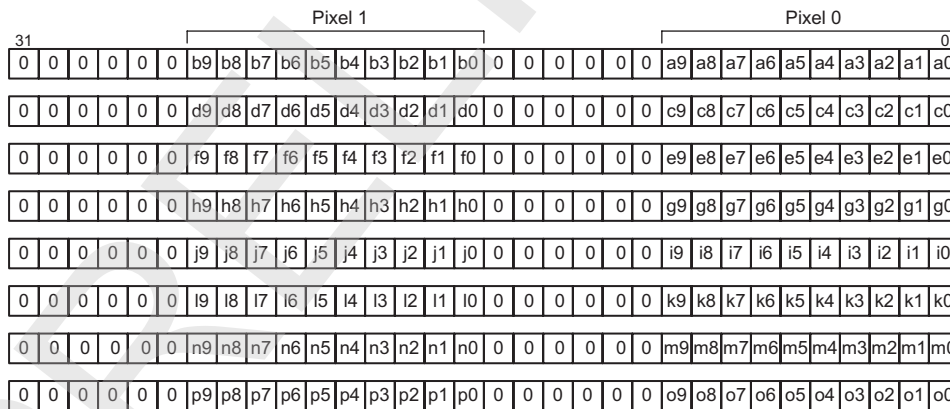 Pixel 1 Pixel 0
31 0
0 0 0 0 0 0 b9 b8 b7 b6 b5 b4 b3 b2 b1 b0 0 0 0 0 0 0 a9 a8 a7 a6 a5 a4 a3 a2 a1 a0
0 0 0 0 0 0 d9 d8 d7 d6 d5 d4 d3 d2 d1 d0 0 0 0 0 0 0 c9 c8 c7 c6 c5 c4 c3 c2 c1 c0
0 0 0 0 0 0 f9 f8 f7 f6 f5 f4 f3 f2 f1 f0 0 0 0 0 0 0 e9 e8 e7 e6 e5 e4 e3 e2 e1 e0
0 0 0 0 0 0 h9 h8 h7 h6 h5 h4 h3 h2 h1 h0 0 0 0 0 0 0 g9 g8 g7 g6 g5 g4 g3 g2 g1 g0
0 0 0 0 0 0 j9 j8 j7 j6 j5 j4 j3 j2 j1 j0 0 0 0 0 0 0 i9 i8 i7 i6 i5 i4 i3 i2 i1 i0
0 0 0 0 0 0 l9 l8 l7 l6 l5 l4 l3 l2 l1 l0 0 0 0 0 0 0 k9 k8 k7 k6 k5 k4 k3 k2 k1 k0
0 0 0 0 0 0 n9 n8 n7 n6 n5 n4 n3 n2 n1 n0 0 0 0 0 0 0 m9 m8 m7 m6 m5 m4 m3 m2 m1 m0
0 0 0 0 0 0 p9 p8 p7 p6 p5 p4 p3 p2 p1 p0 0 0 0 0 0 0 o9 o8 o7 o6 o5 o4 o3 o2 o1 o0